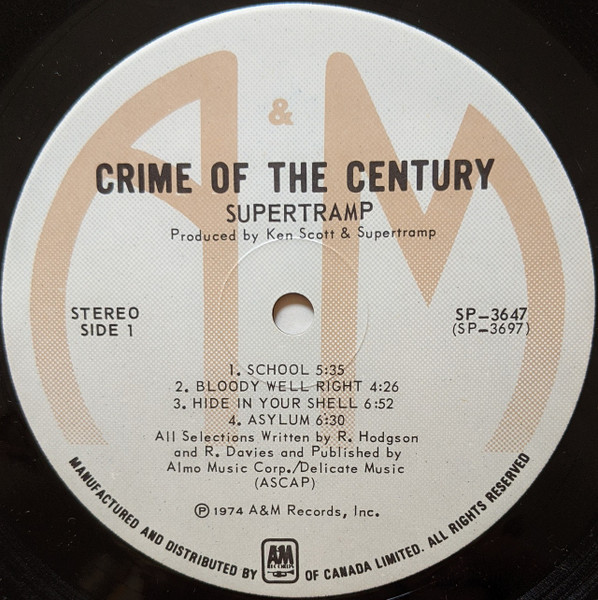 A&M
CRIME OF THE CENTURY
SUPERTRAMP
Produced by Ken Scott & Supertramp
STEREO
SIDE 1
SP-3647
(SP-3697)
1. SCHOOL 5:35
2. BLOODY WELL RIGHT 4:26
3. HIDE IN YOUR SHELL 6:52
4. ASYLUM 6:30
All Selections Written by R. Hodgson
and R. Davies and Published by
Almo Music Corp./Delicate Music
(ASCAP)
℗ 1974 A&M Records, Inc.
MANUFACTURED AND DISTRIBUTED BY A&M RECORDS OF CANADA LIMITED. ALL RIGHTS RESERVED